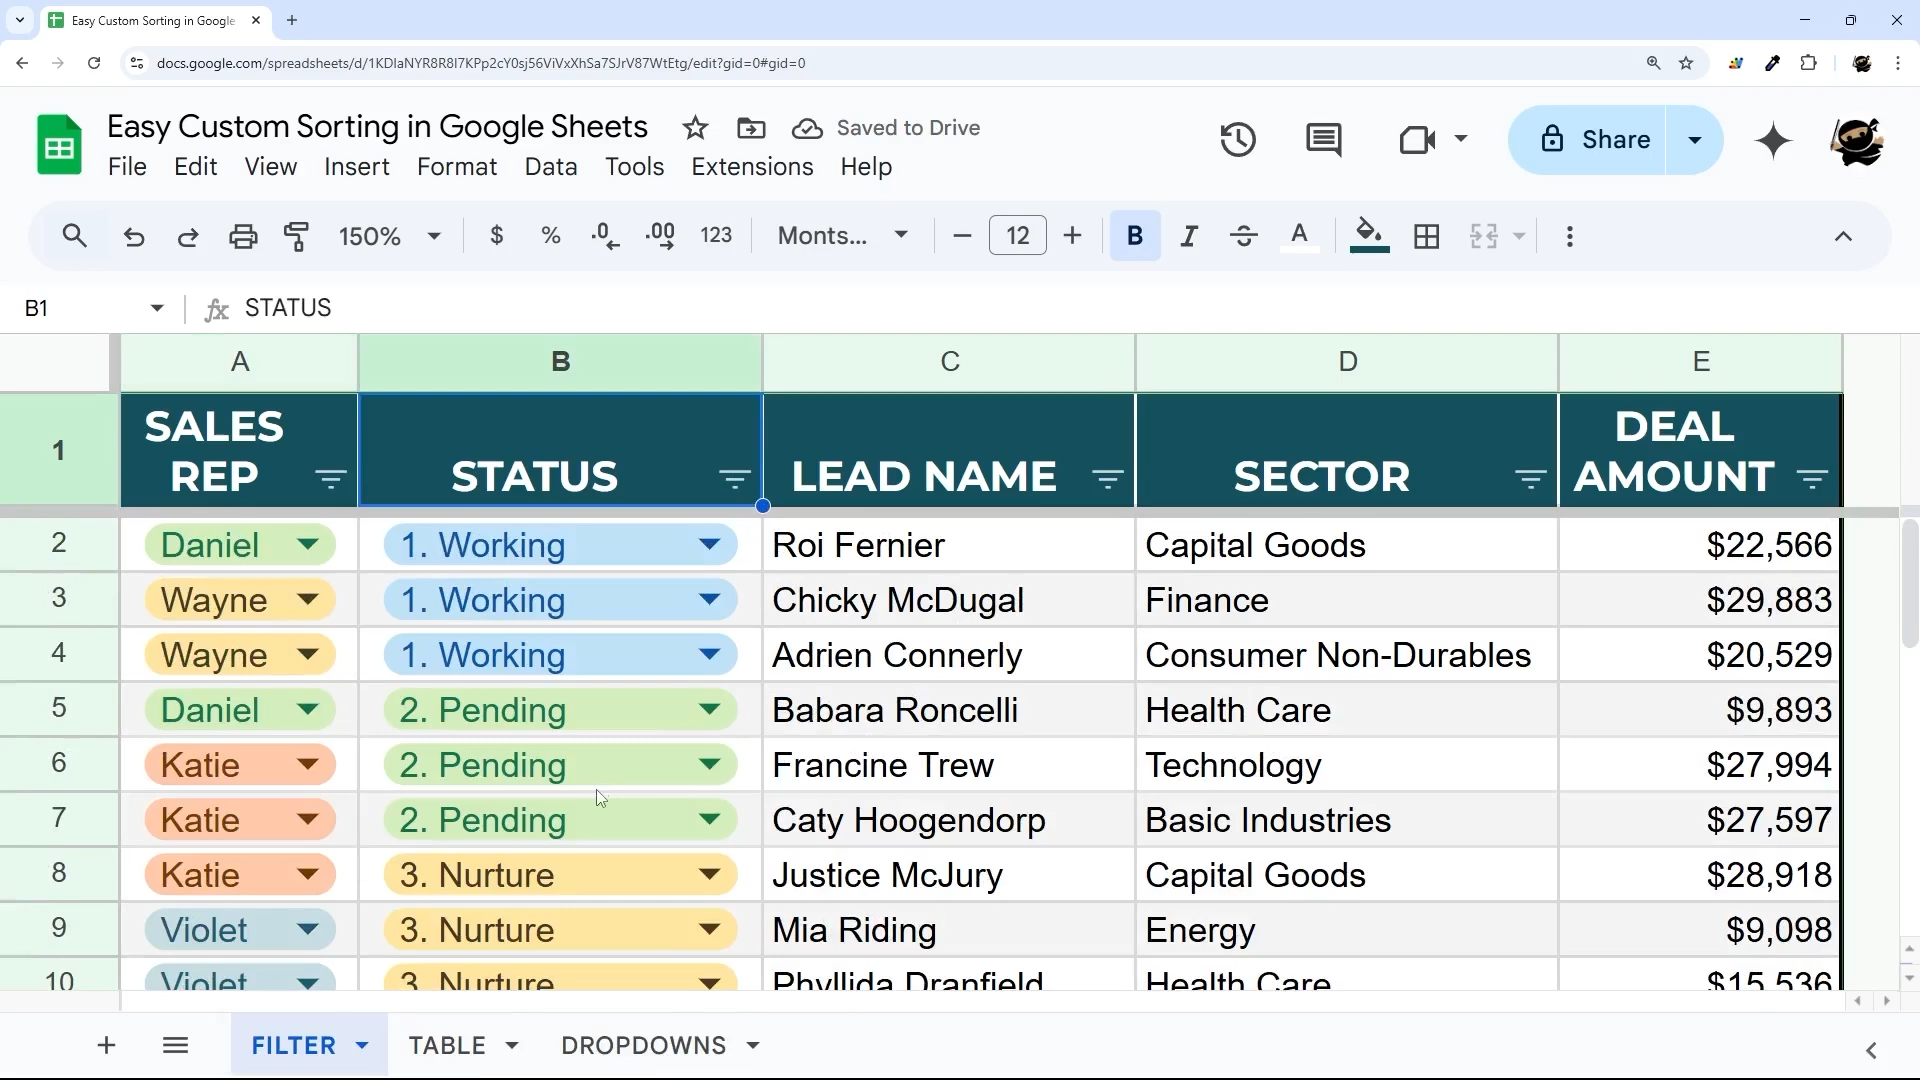 Easy Custom Sorting in Google
docs.google.com/spreadsheets/d/1KDIaNYR8R8I7KPp2cY0sj56ViVxXhSa7SJrV87WtEtg/edit?gid=0#gid=0
Easy Custom Sorting in Google Sheets Saved to Drive
File Edit View Insert Format Data Tools Extensions Help
Share
150% $ % .0 .00 123 Monts... 12 B I S A
B1 fx STATUS
A B C D E
1 SALES REP STATUS LEAD NAME SECTOR DEAL AMOUNT
2 Daniel 1. Working Roi Fernier Capital Goods $22,566
3 Wayne 1. Working Chicky McDugal Finance $29,883
4 Wayne 1. Working Adrien Connerly Consumer Non-Durables $20,529
5 Daniel 2. Pending Babara Roncelli Health Care $9,893
6 Katie 2. Pending Francine Trew Technology $27,994
7 Katie 2. Pending Caty Hoogendorp Basic Industries $27,597
8 Katie 3. Nurture Justice McJury Capital Goods $28,918
9 Violet 3. Nurture Mia Riding Energy $9,098
10 Violet 3. Nurture Phyllida Dranfield Health Care $15,536
FILTER TABLE DROPDOWNS